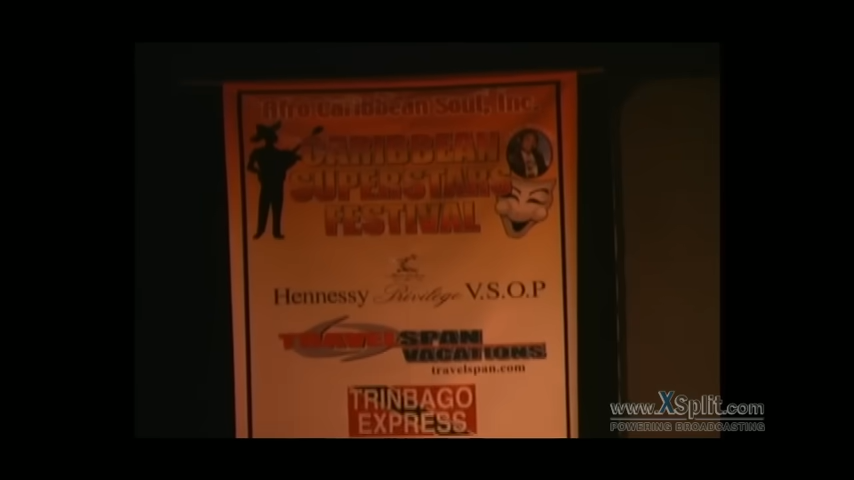 Afro Caribbean Soul, Inc.
CARIBBEAN
SUPERSTARS
FESTIVAL
Hennessy Privilège V.S.O.P
TRAVELSPAN
VACATIONS
travelspan.com
TRINBAGO
EXPRESS
www.XSplit.com
POWERING BROADCASTING